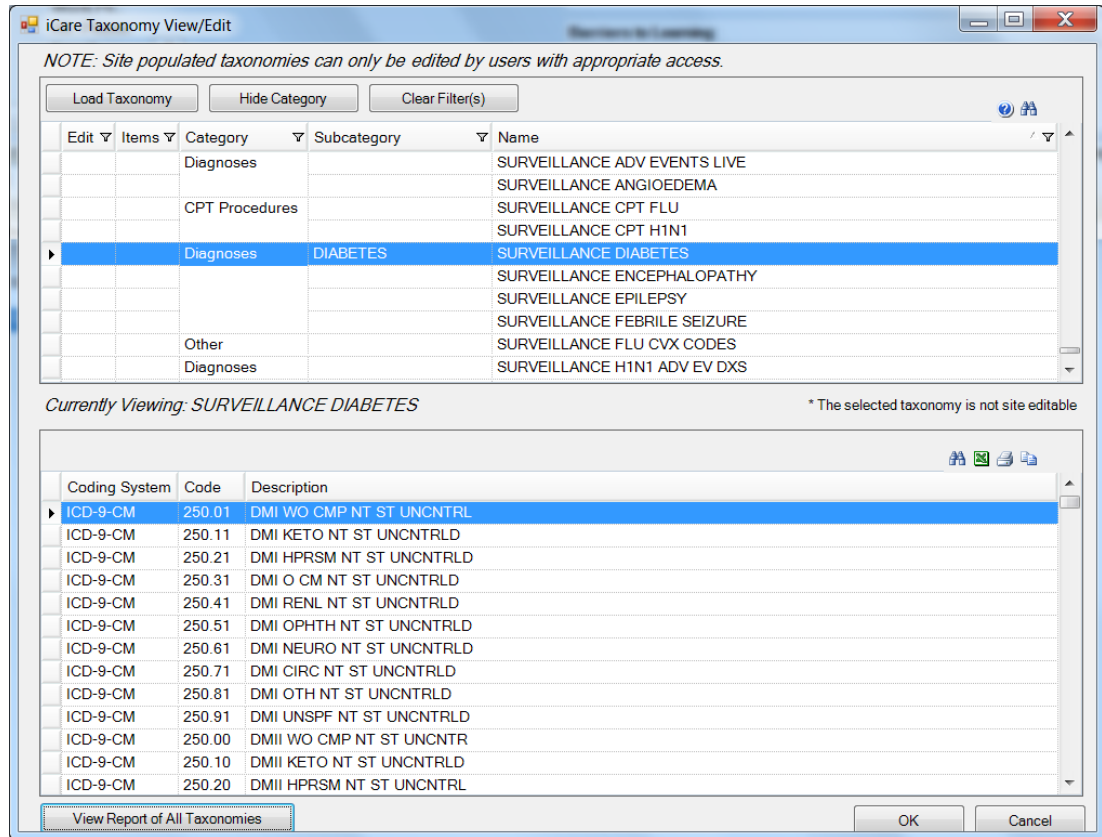 iCare Taxonomy View/Edit
NOTE: Site populated taxonomies can only be edited by users with appropriate access.
Load Taxonomy Hide Category Clear Filter(s)
Edit Items Category Subcategory Name
Diagnoses SURVEILLANCE ADV EVENTS LIVE
SURVEILLANCE ANGIOEDEMA
CPT Procedures SURVEILLANCE CPT FLU
SURVEILLANCE CPT H1N1
Diagnoses DIABETES SURVEILLANCE DIABETES
SURVEILLANCE ENCEPHALOPATHY
SURVEILLANCE EPILEPSY
SURVEILLANCE FEBRILE SEIZURE
Other SURVEILLANCE FLU CVX CODES
Diagnoses SURVEILLANCE H1N1 ADV EV DXS
Currently Viewing: SURVEILLANCE DIABETES * The selected taxonomy is not site editable
Coding System Code Description
ICD-9-CM 250.01 DMI WO CMP NT ST UNCNTRL
ICD-9-CM 250.11 DMI KETO NT ST UNCNTRLD
ICD-9-CM 250.21 DMI HPRSM NT ST UNCNTRLD
ICD-9-CM 250.31 DMI O CM NT ST UNCNTRLD
ICD-9-CM 250.41 DMI RENL NT ST UNCNTRLD
ICD-9-CM 250.51 DMI OPHTH NT ST UNCNTRLD
ICD-9-CM 250.61 DMI NEURO NT ST UNCNTRLD
ICD-9-CM 250.71 DMI CIRC NT ST UNCNTRLD
ICD-9-CM 250.81 DMI OTH NT ST UNCNTRLD
ICD-9-CM 250.91 DMI UNSPF NT ST UNCNTRLD
ICD-9-CM 250.00 DMII WO CMP NT ST UNCNTR
ICD-9-CM 250.10 DMII KETO NT ST UNCNTRLD
ICD-9-CM 250.20 DMII HPRSM NT ST UNCNTRL
View Report of All Taxonomies OK Cancel